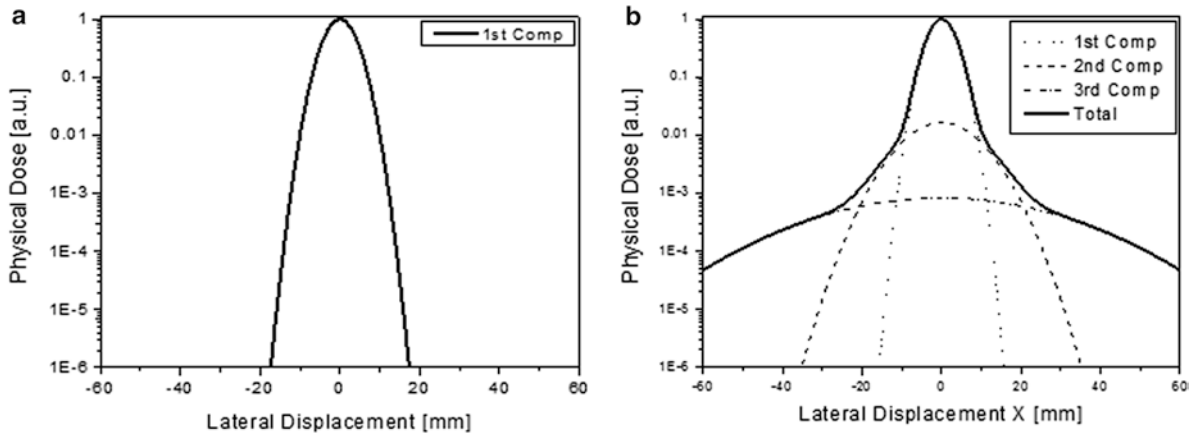 a
Physical Dose [a.u.]
1
0.1
0.01
1E-3
1E-4
1E-5
1E-6
1st Comp
-60 -40 -20 0 20 40 60
Lateral Displacement [mm]
b
Physical Dose [a.u.]
1
0.1
0.01
1E-3
1E-4
1E-5
1E-6
1st Comp
2nd Comp
3rd Comp
Total
-60 -40 -20 0 20 40 60
Lateral Displacement X [mm]